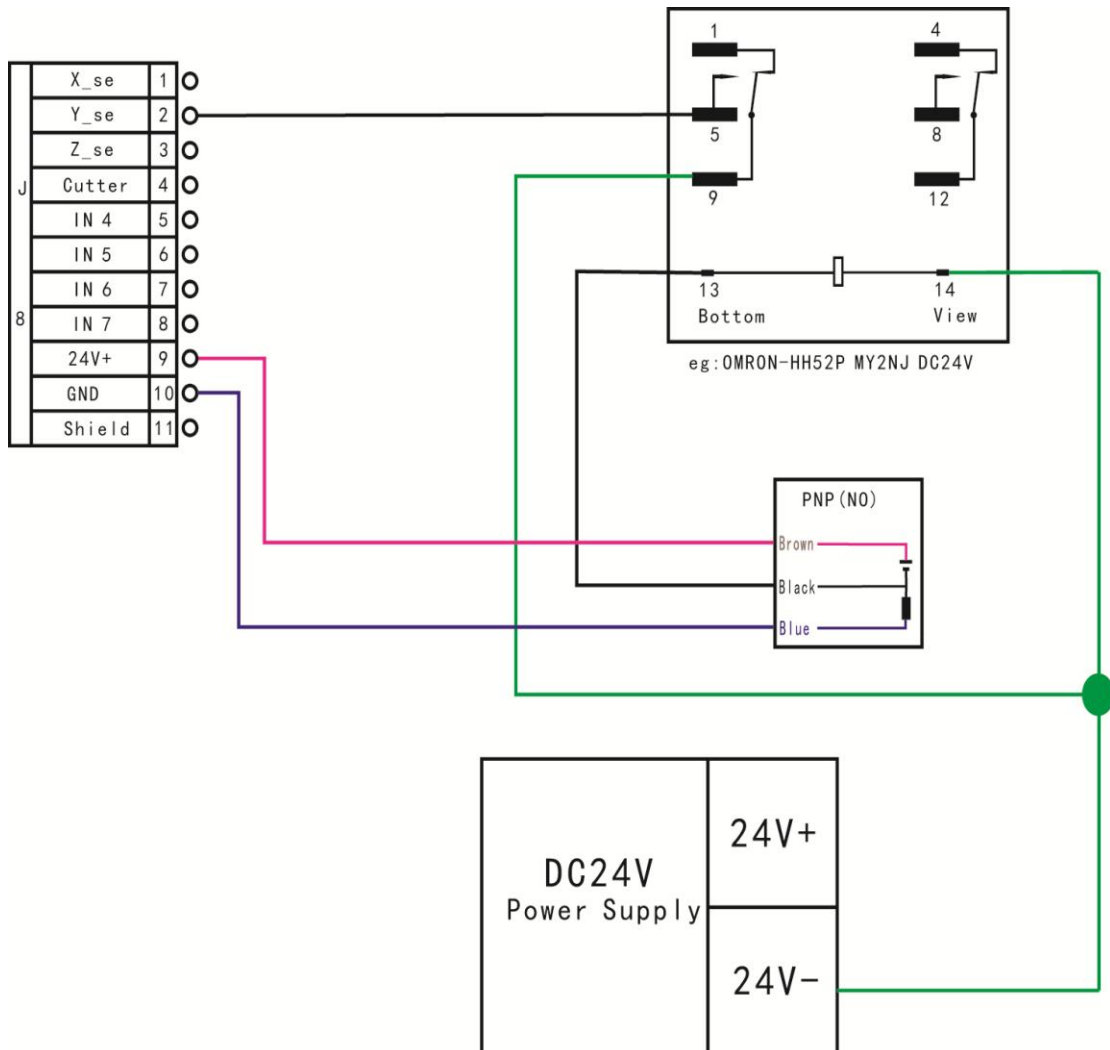 J 8
X_se 1
Y_se 2
Z_se 3
Cutter 4
IN 4 5
IN 5 6
IN 6 7
IN 7 8
24V+ 9
GND 10
Shield 11
1 4
5 8
9 12
13 14
Bottom View
eg:OMRON-HH52P MY2NJ DC24V
PNP(NO)
Brown
Black
Blue
DC24V
Power Supply
24V+
24V-